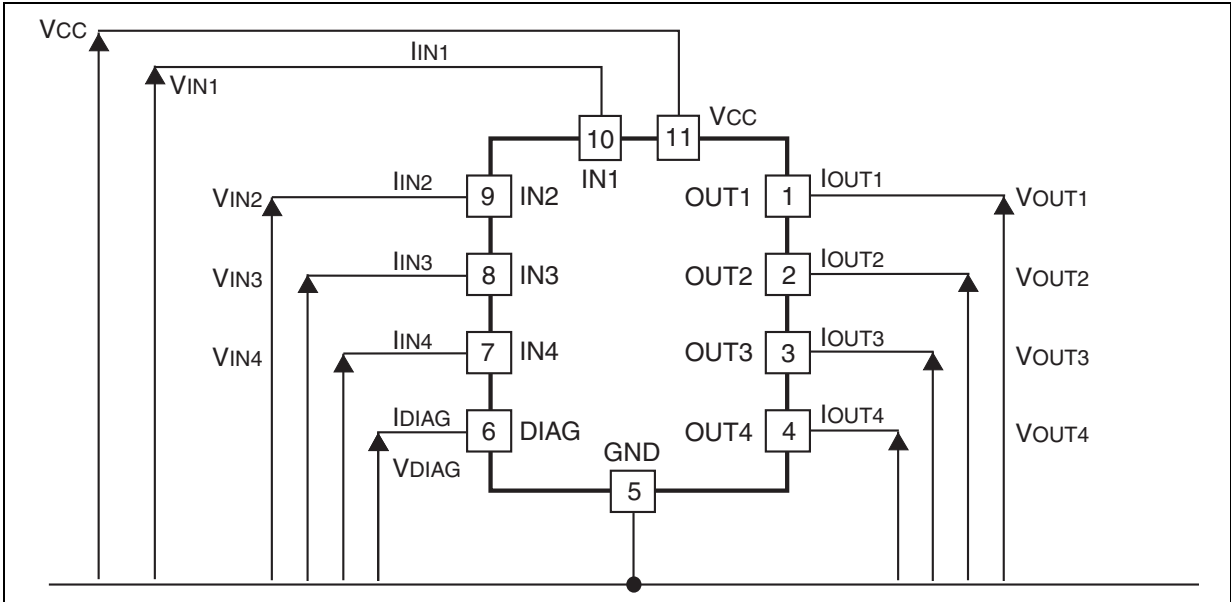 VCC
IIN1
VIN1
10
11
VCC
IN1
VIN2
IIN2
9
IN2
OUT1
1
IOUT1
VOUT1
VIN3
IIN3
8
IN3
OUT2
2
IOUT2
VOUT2
VIN4
IIN4
7
IN4
OUT3
3
IOUT3
VOUT3
IDIAG
6
DIAG
OUT4
4
IOUT4
VOUT4
VDIAG
GND
5